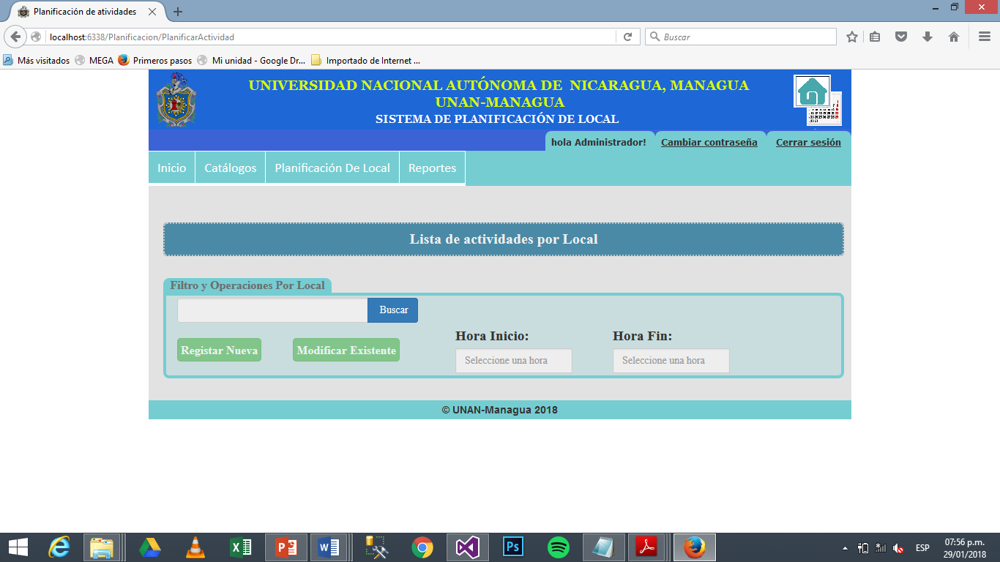 Planificación de atividades
localhost:6338/Planificacion/PlanificarActividad
Buscar
Más visitados MEGA Primeros pasos Mi unidad - Google Dr... Importado de Internet ...
UNIVERSIDAD NACIONAL AUTÓNOMA DE NICARAGUA, MANAGUA
UNAN-MANAGUA
SISTEMA DE PLANIFICACIÓN DE LOCAL
hola Administrador! Cambiar contraseña Cerrar sesión
Inicio Catálogos Planificación De Local Reportes
Lista de actividades por Local
Filtro y Operaciones Por Local
Buscar
Hora Inicio: Hora Fin:
Registar Nueva Modificar Existente
Seleccione una hora Seleccione una hora
© UNAN-Managua 2018
ESP
07:56 p.m.
29/01/2018